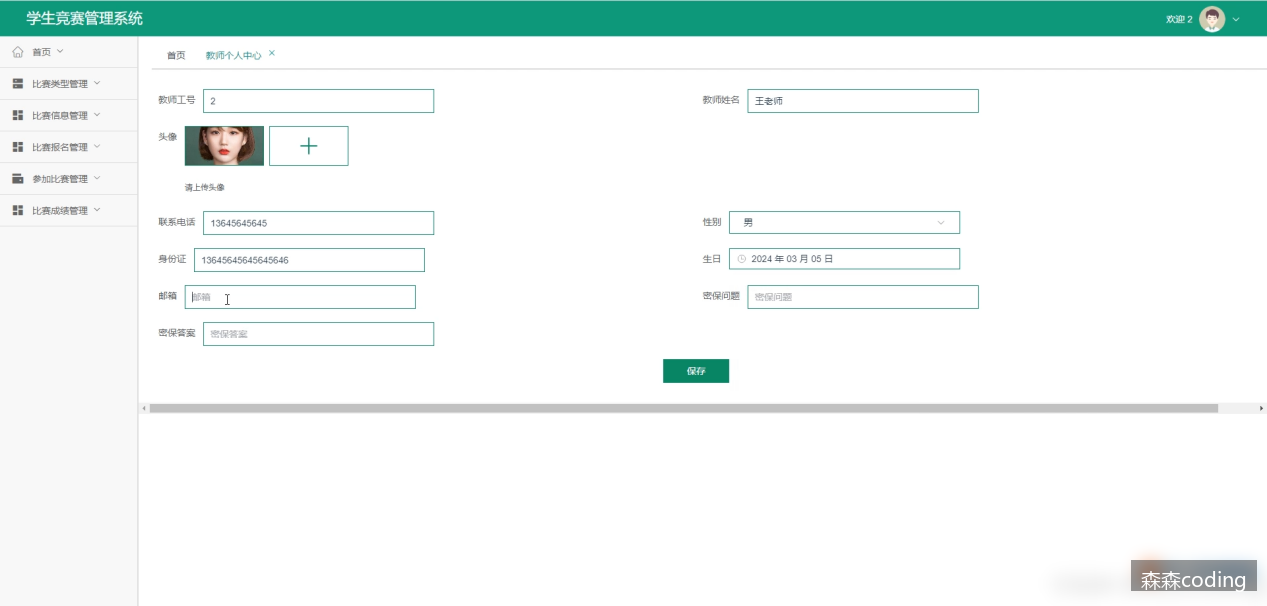 学生竞赛管理系统
欢迎 2
首页
首页
教师个人中心 ×
比赛类型管理
比赛信息管理
比赛报名管理
参加比赛管理
比赛成绩管理
教师工号 2
教师姓名 王老师
头像
请上传头像
联系电话 13645645645
性别 男
身份证 13645645645645646
生日 2024 年 03 月 05 日
邮箱 邮箱
密保问题 密保问题
密保答案 密保答案
保存
森森coding